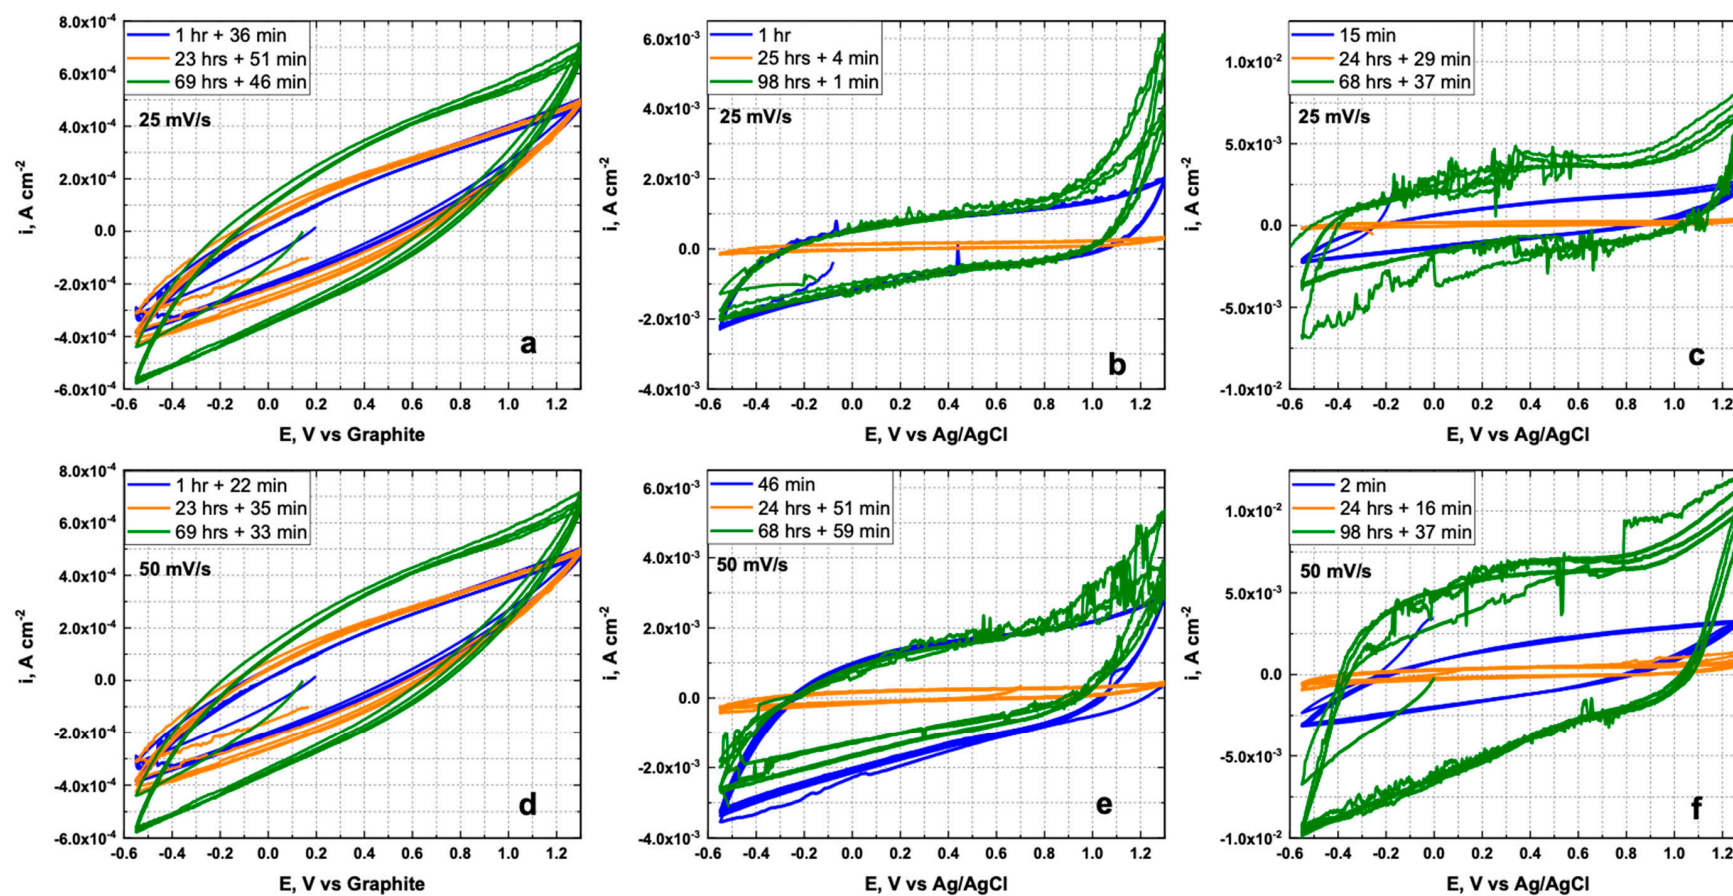 8.0x10⁻⁴
6.0x10⁻⁴
4.0x10⁻⁴
2.0x10⁻⁴
0.0
-2.0x10⁻⁴
-4.0x10⁻⁴
-6.0x10⁻⁴
i, A cm⁻²
1 hr + 36 min
23 hrs + 51 min
69 hrs + 46 min
25 mV/s
a
-0.6 -0.4 -0.2 0.0 0.2 0.4 0.6 0.8 1.0 1.2
E, V vs Graphite
6.0x10⁻³
4.0x10⁻³
2.0x10⁻³
0.0
-2.0x10⁻³
-4.0x10⁻³
i, A cm⁻²
1 hr
25 hrs + 4 min
98 hrs + 1 min
25 mV/s
b
-0.6 -0.4 -0.2 0.0 0.2 0.4 0.6 0.8 1.0 1.2
E, V vs Ag/AgCl
1.0x10⁻²
5.0x10⁻³
0.0
-5.0x10⁻³
-1.0x10⁻²
i, A cm⁻²
15 min
24 hrs + 29 min
68 hrs + 37 min
25 mV/s
c
-0.6 -0.4 -0.2 0.0 0.2 0.4 0.6 0.8 1.0 1.2
E, V vs Ag/AgCl
8.0x10⁻⁴
6.0x10⁻⁴
4.0x10⁻⁴
2.0x10⁻⁴
0.0
-2.0x10⁻⁴
-4.0x10⁻⁴
-6.0x10⁻⁴
i, A cm⁻²
1 hr + 22 min
23 hrs + 35 min
69 hrs + 33 min
50 mV/s
d
-0.6 -0.4 -0.2 0.0 0.2 0.4 0.6 0.8 1.0 1.2
E, V vs Graphite
6.0x10⁻³
4.0x10⁻³
2.0x10⁻³
0.0
-2.0x10⁻³
-4.0x10⁻³
i, A cm⁻²
46 min
24 hrs + 51 min
68 hrs + 59 min
50 mV/s
e
-0.6 -0.4 -0.2 0.0 0.2 0.4 0.6 0.8 1.0 1.2
E, V vs Ag/AgCl
1.0x10⁻²
5.0x10⁻³
0.0
-5.0x10⁻³
-1.0x10⁻²
i, A cm⁻²
2 min
24 hrs + 16 min
98 hrs + 37 min
50 mV/s
f
-0.6 -0.4 -0.2 0.0 0.2 0.4 0.6 0.8 1.0 1.2
E, V vs Ag/AgCl